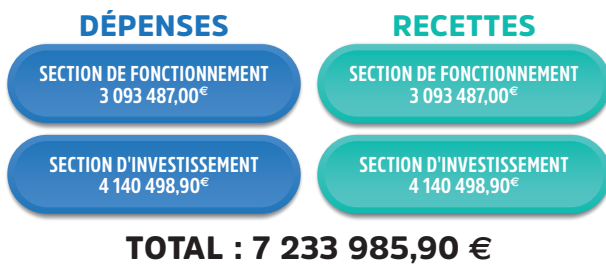 DÉPENSES
SECTION DE FONCTIONNEMENT
3 093 487,00€
SECTION D'INVESTISSEMENT
4 140 498,90€
RECETTES
SECTION DE FONCTIONNEMENT
3 093 487,00€
SECTION D'INVESTISSEMENT
4 140 498,90€
TOTAL : 7 233 985,90 €